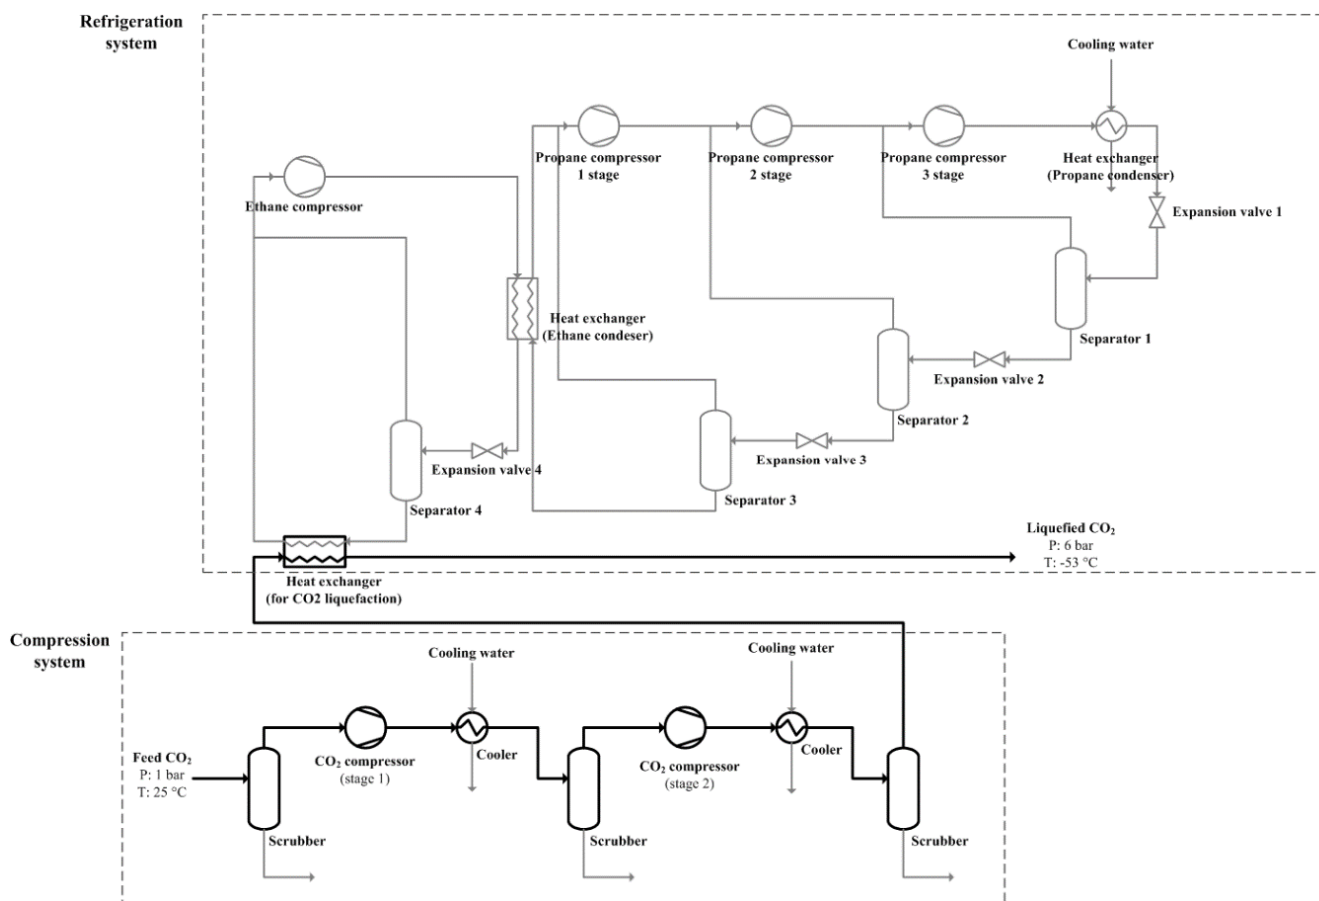 Refrigeration
system
Cooling water
Propane compressor
1 stage
Propane compressor
2 stage
Propane compressor
3 stage
Heat exchanger
(Propane condenser)
Ethane compressor
Expansion valve 1
Heat exchanger
(Ethane condeser)
Separator 1
Expansion valve 2
Separator 2
Expansion valve 3
Expansion valve 4
Separator 3
Separator 4
Liquefied CO₂
P: 6 bar
T: -53 °C
Heat exchanger
(for CO2 liquefaction)
Compression
system
Cooling water
Cooling water
Feed CO₂
P: 1 bar
T: 25 °C
CO₂ compressor
(stage 1)
Cooler
CO₂ compressor
(stage 2)
Cooler
Scrubber
Scrubber
Scrubber